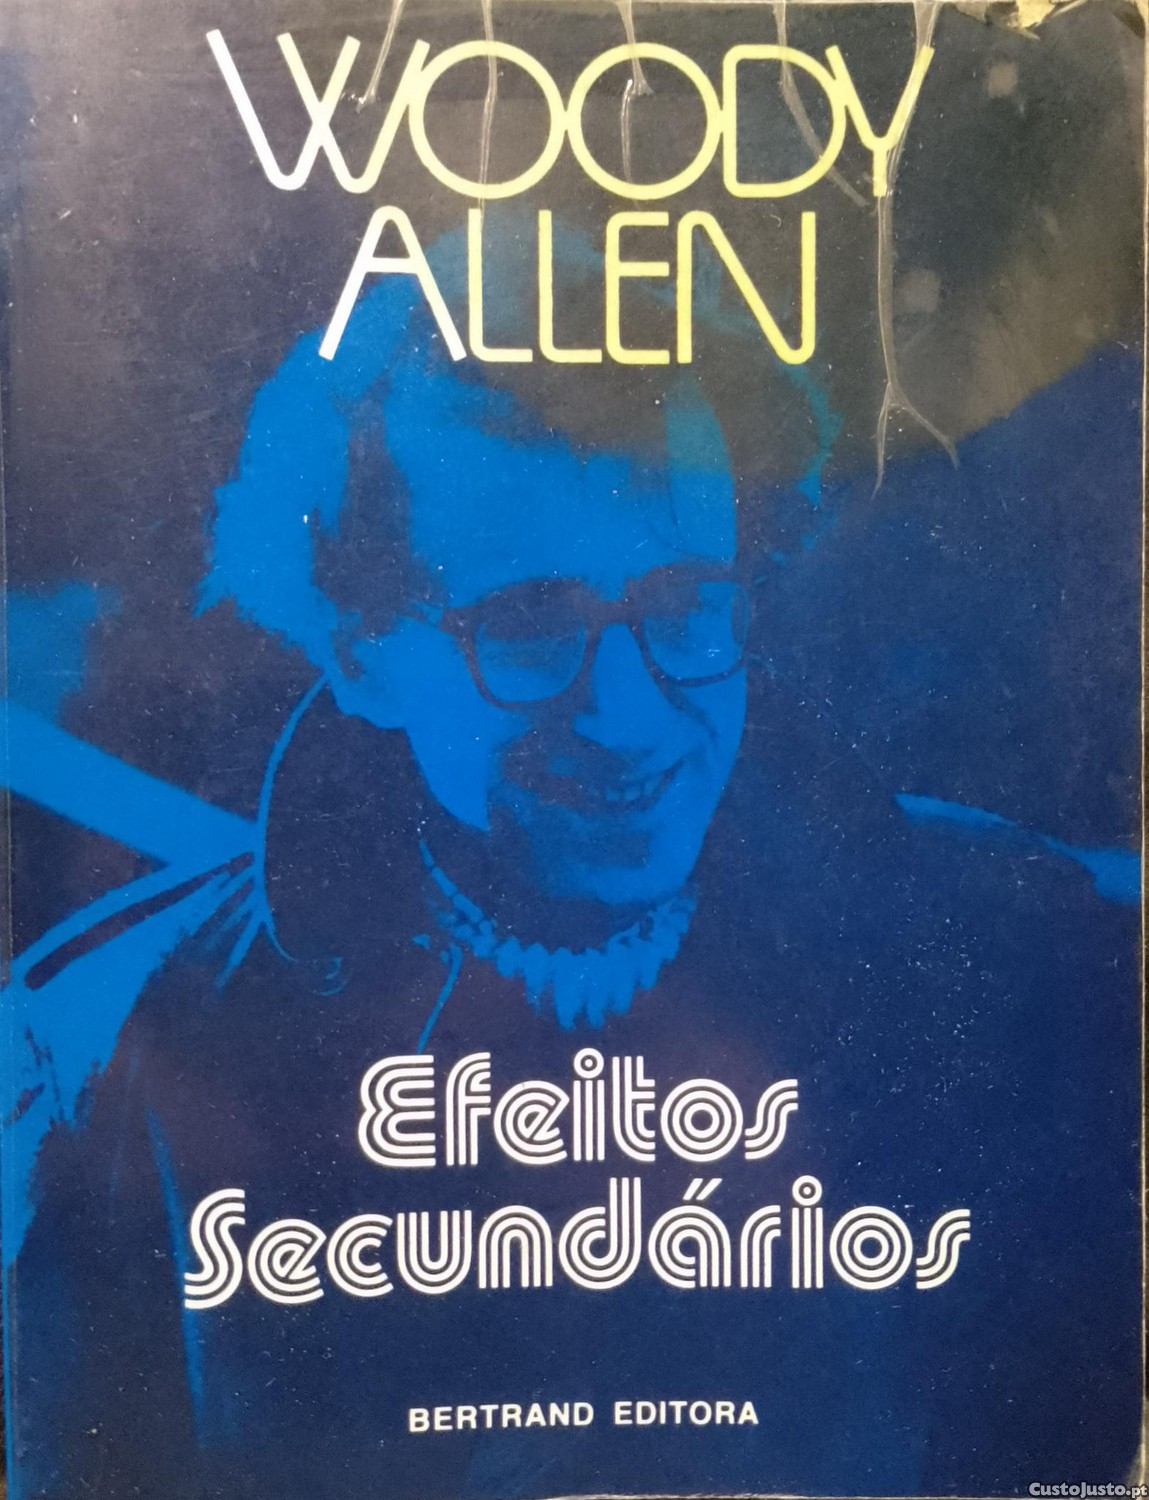 WOODY
ALLEN
Efeitos
Secundários
BERTRAND EDITORA
CustoJusto.pt